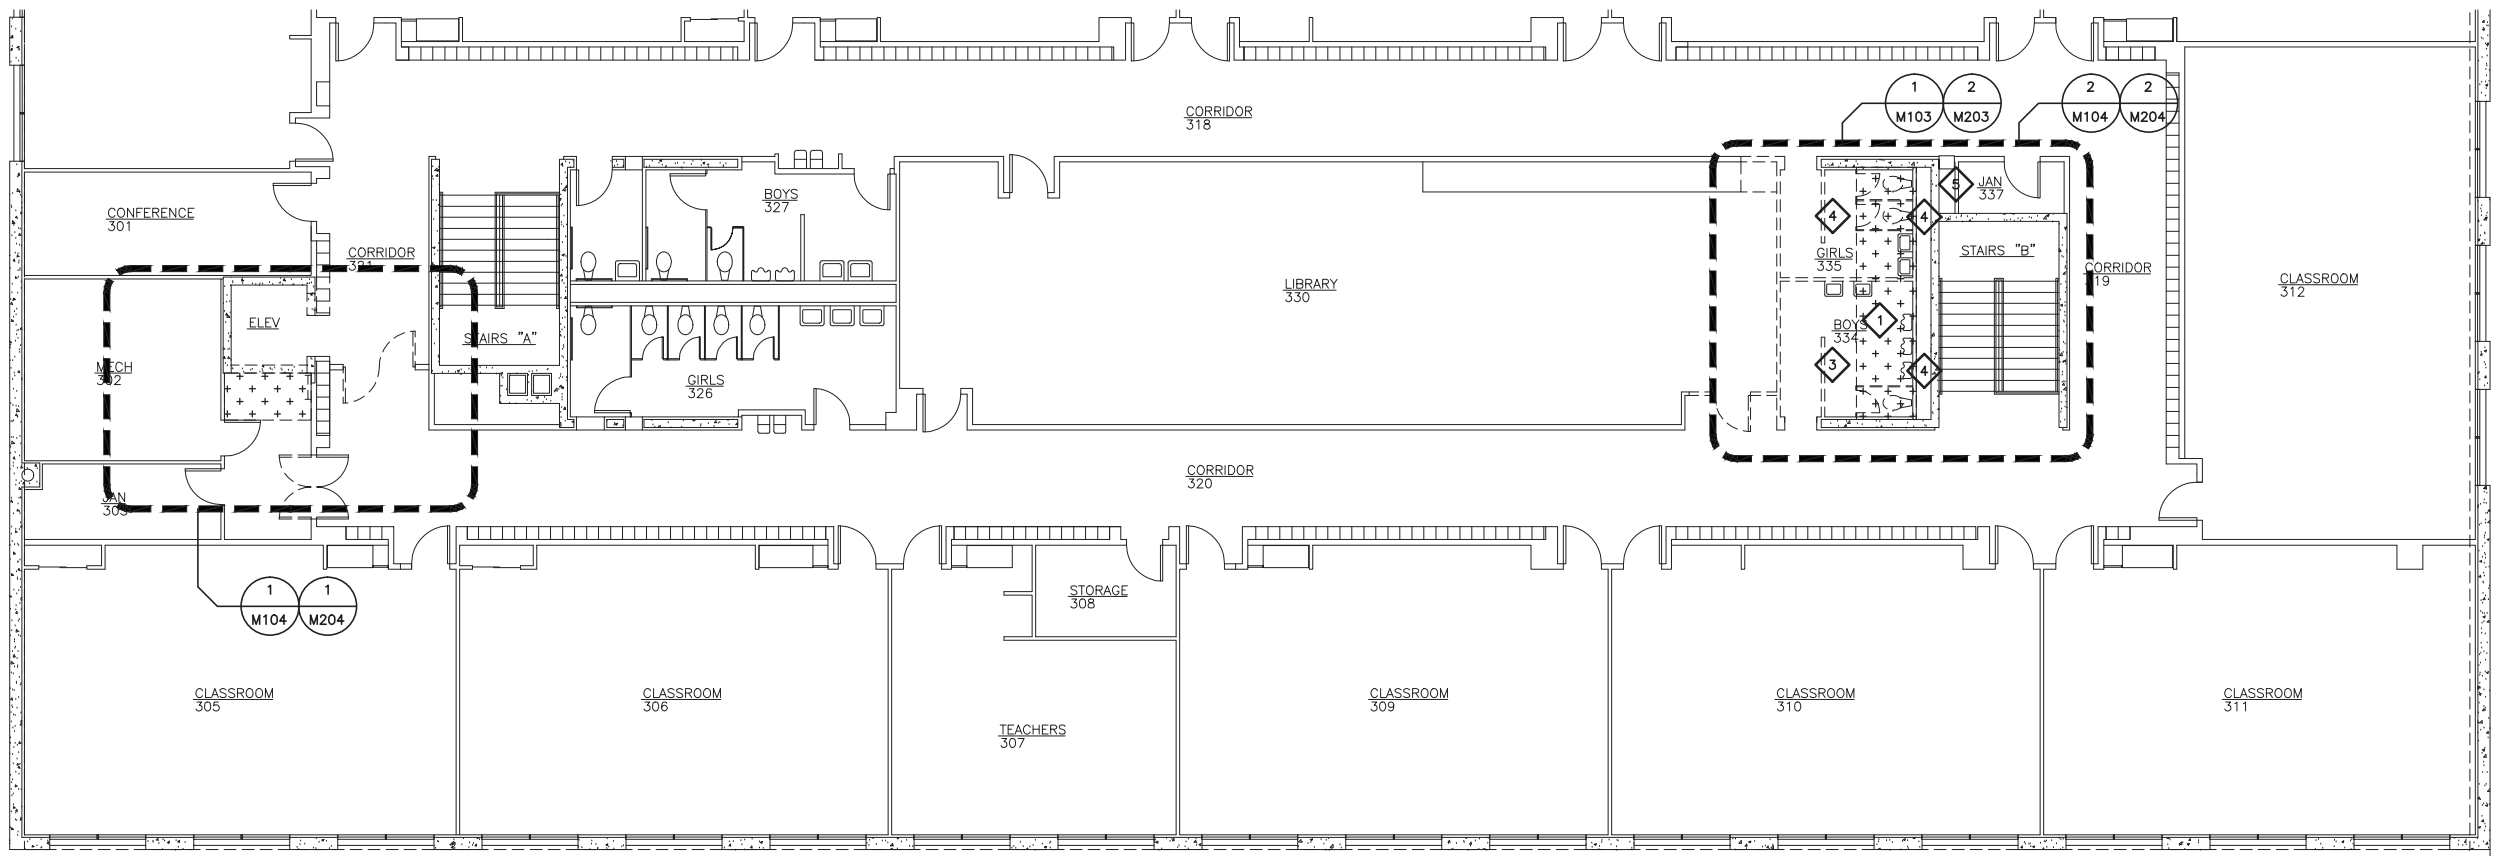 1
M103
2
M203
2
M104
2
M204
CORRIDOR
318
BOYS
327
CONFERENCE
301
CORRIDOR
321
5
JAN
337
4
4
GIRLS
335
STAIRS "B"
CORRIDOR
319
CLASSROOM
312
LIBRARY
330
ELEV
STAIRS "A"
1
BOYS
334
MECH
302
GIRLS
326
3
4
CORRIDOR
320
JAN
303
1
M104
1
M204
STORAGE
308
CLASSROOM
305
CLASSROOM
306
TEACHERS
307
CLASSROOM
309
CLASSROOM
310
CLASSROOM
311